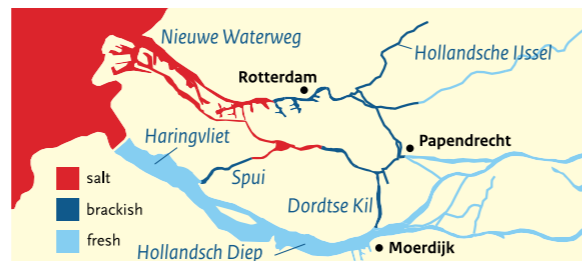 Nieuwe Waterweg
Hollandsche IJssel
Rotterdam
Haringvliet
Papendrecht
salt
Spui
brackish
Dordtse Kil
fresh
Hollandsch Diep
Moerdijk